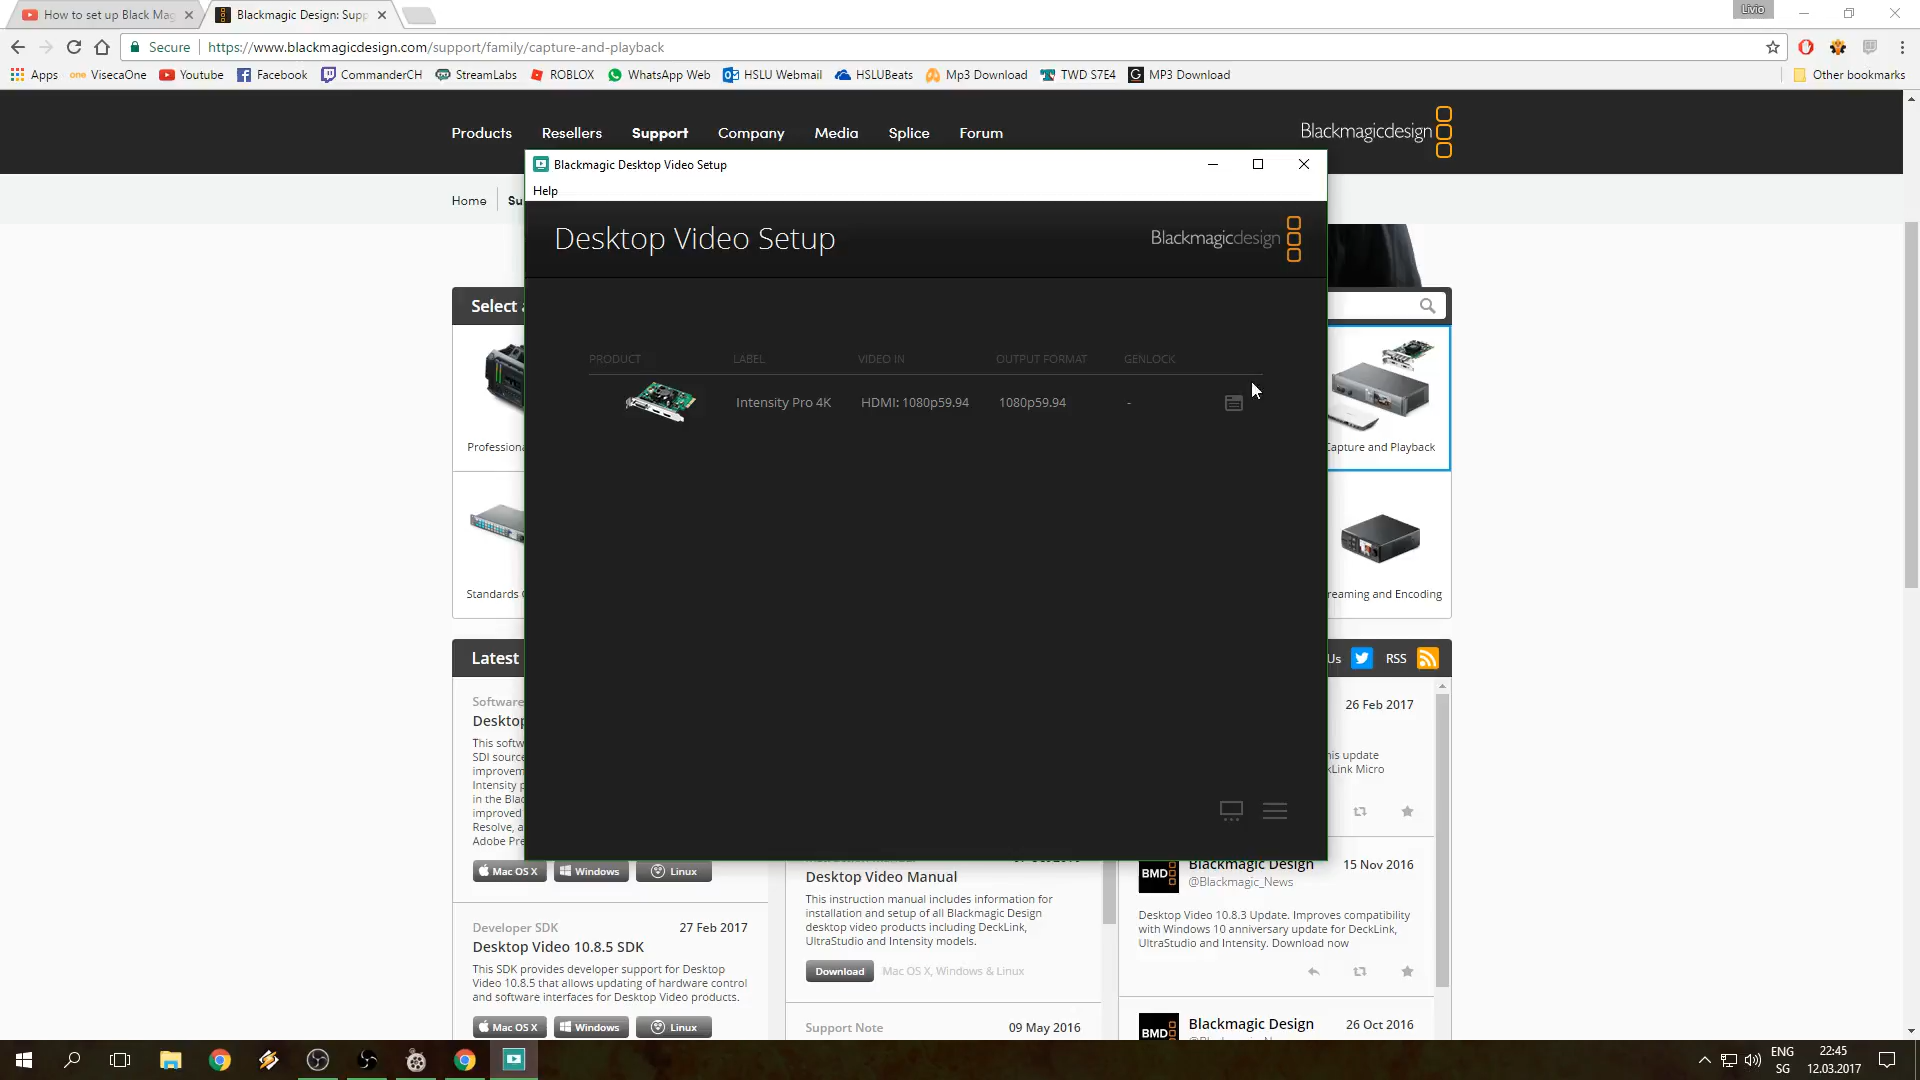 How to set up Black Mag
Blackmagic Design: Supp
Livio
Secure
https://www.blackmagicdesign.com/support/family/capture-and-playback
Apps
VisecaOne
Youtube
Facebook
CommanderCH
StreamLabs
ROBLOX
WhatsApp Web
HSLU Webmail
HSLUBeats
Mp3 Download
TWD S7E4
MP3 Download
Other bookmarks
Products
Resellers
Support
Company
Media
Splice
Forum
Blackmagicdesign
Blackmagic Desktop Video Setup
Help
Home
Su
Desktop Video Setup
Blackmagicdesign
Select a
PRODUCT
LABEL
VIDEO IN
OUTPUT FORMAT
GENLOCK
Intensity Pro 4K
HDMI: 1080p59.94
1080p59.94
-
Professiona
Capture and Playback
Standards C
reaming and Encoding
Latest
Us
RSS
Software
Desktop
This softw
SDI source
improvem
Intensity p
in the Blac
improved
Resolve, a
Adobe Pre
Mac OS X
Windows
Linux
Developer SDK
27 Feb 2017
Desktop Video 10.8.5 SDK
This SDK provides developer support for Desktop
Video 10.8.5 that allows updating of hardware control
and software interfaces for Desktop Video products.
Mac OS X
Windows
Linux
Desktop Video Manual
This instruction manual includes information for
installation and setup of all Blackmagic Design
desktop video products including DeckLink,
UltraStudio and Intensity models.
Download
Mac OS X, Windows & Linux
Support Note
09 May 2016
26 Feb 2017
his update
kLink Micro
BMD
Blackmagic Design
15 Nov 2016
@Blackmagic_News
Desktop Video 10.8.3 Update. Improves compatibility
with Windows 10 anniversary update for DeckLink,
UltraStudio and Intensity. Download now
BMD
Blackmagic Design
26 Oct 2016
ENG
SG
22:45
12.03.2017